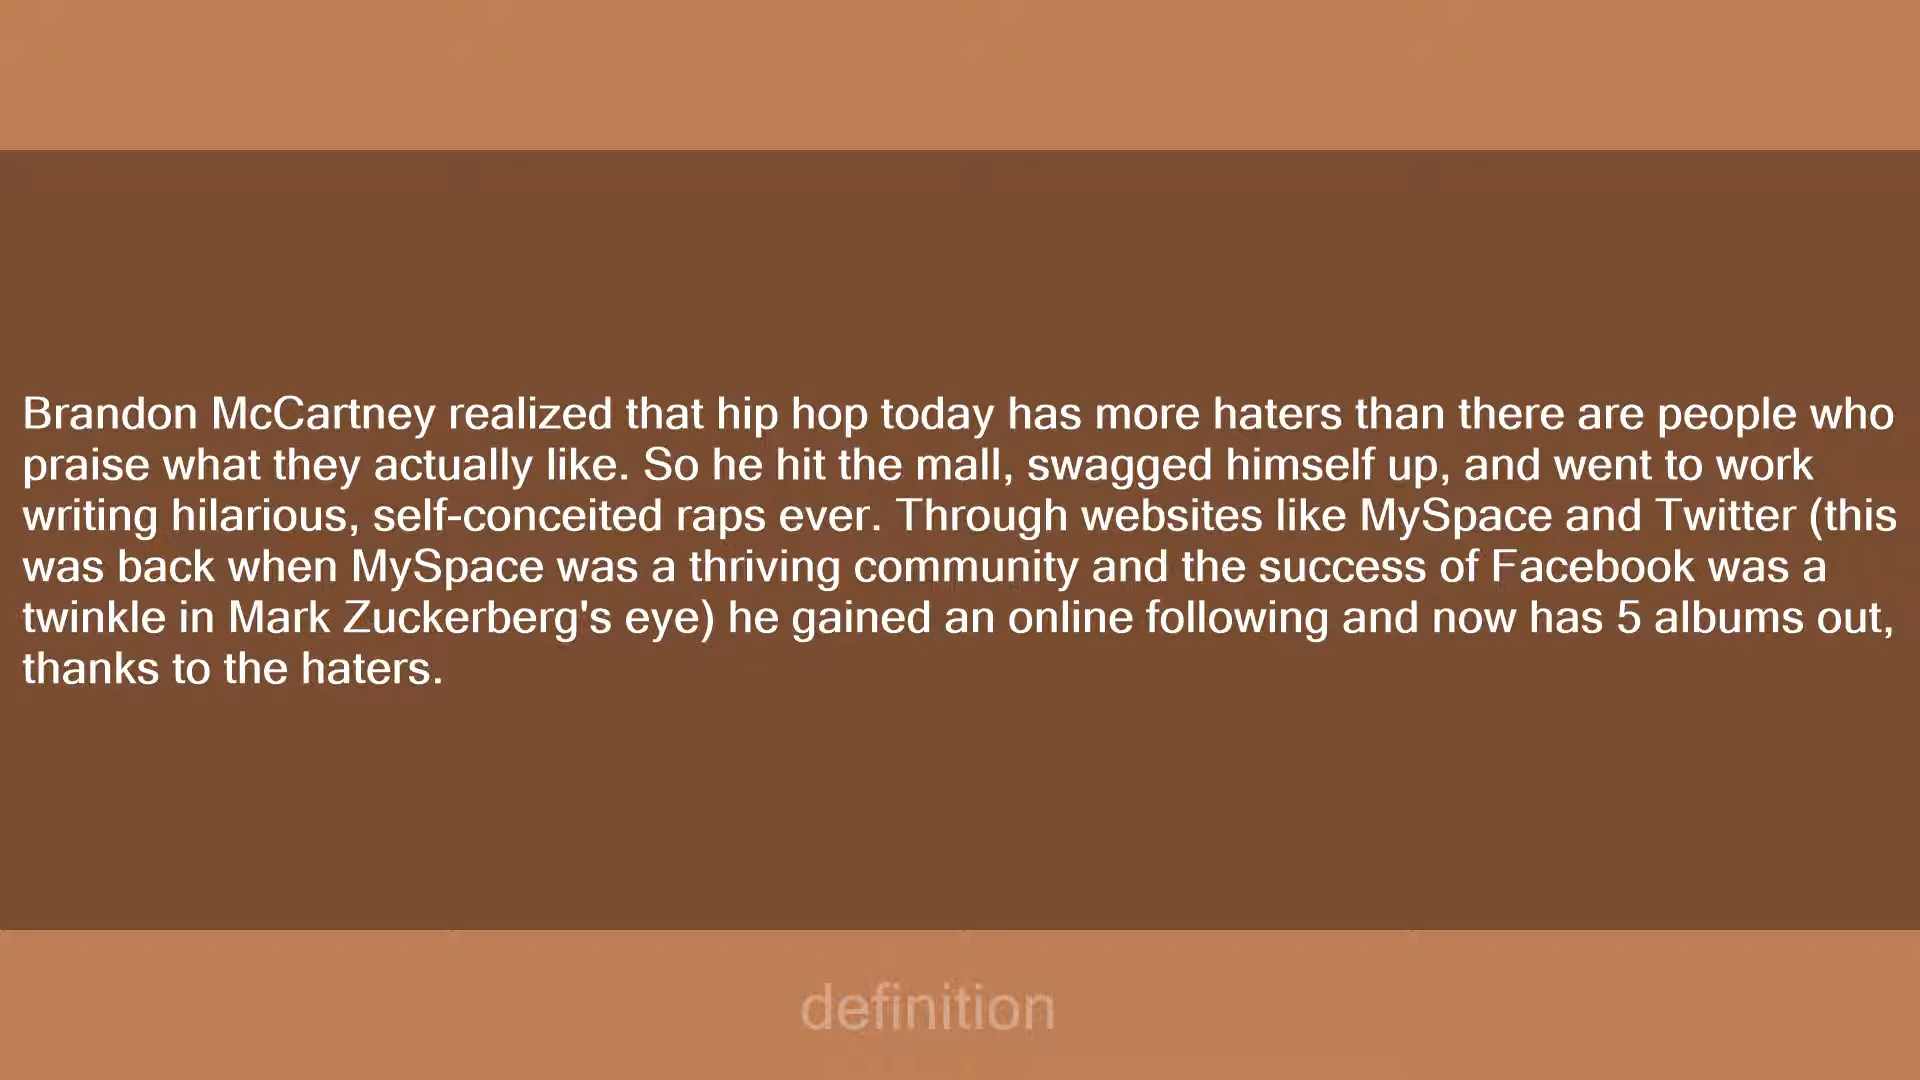 Brandon McCartney realized that hip hop today has more haters than there are people who
praise what they actually like. So he hit the mall, swagged himself up, and went to work
writing hilarious, self-conceited raps ever. Through websites like MySpace and Twitter (this
was back when MySpace was a thriving community and the success of Facebook was a
twinkle in Mark Zuckerberg's eye) he gained an online following and now has 5 albums out,
thanks to the haters.
definition